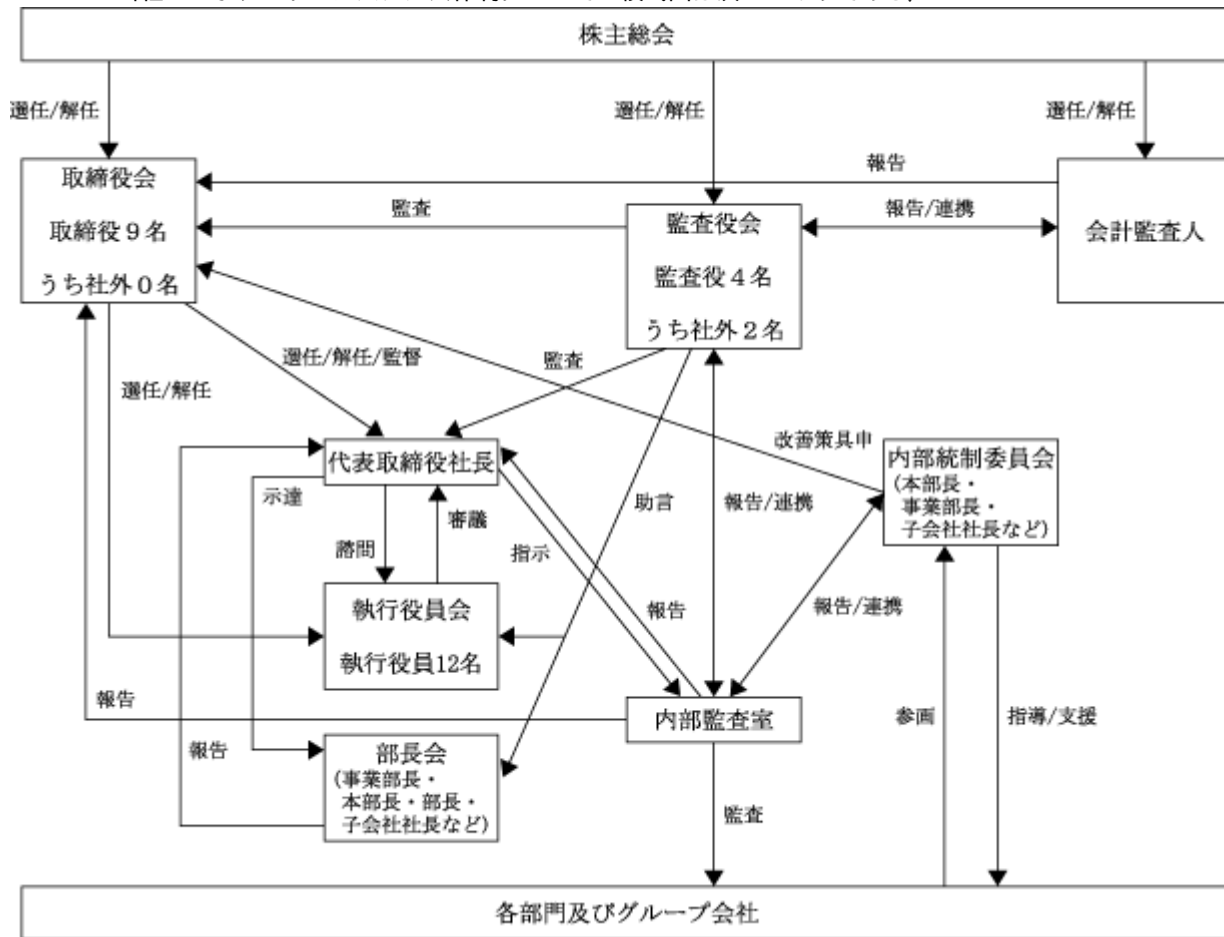 株主総会
選任/解任
選任/解任
選任/解任
取締役会
取締役9名
うち社外0名
報告
監査
監査役会
監査役4名
うち社外2名
報告/連携
会計監査人
選任/解任/監督
監査
選任/解任
改善策具申
代表取締役社長
内部統制委員会
(本部長・
事業部長・
子会社社長など)
示達
審議
諮問
指示
助言
報告/連携
執行役員会
執行役員12名
報告
報告/連携
報告
内部監査室
参画
指導/支援
報告
部長会
(事業部長・
本部長・部長・
子会社社長など)
監査
各部門及びグループ会社